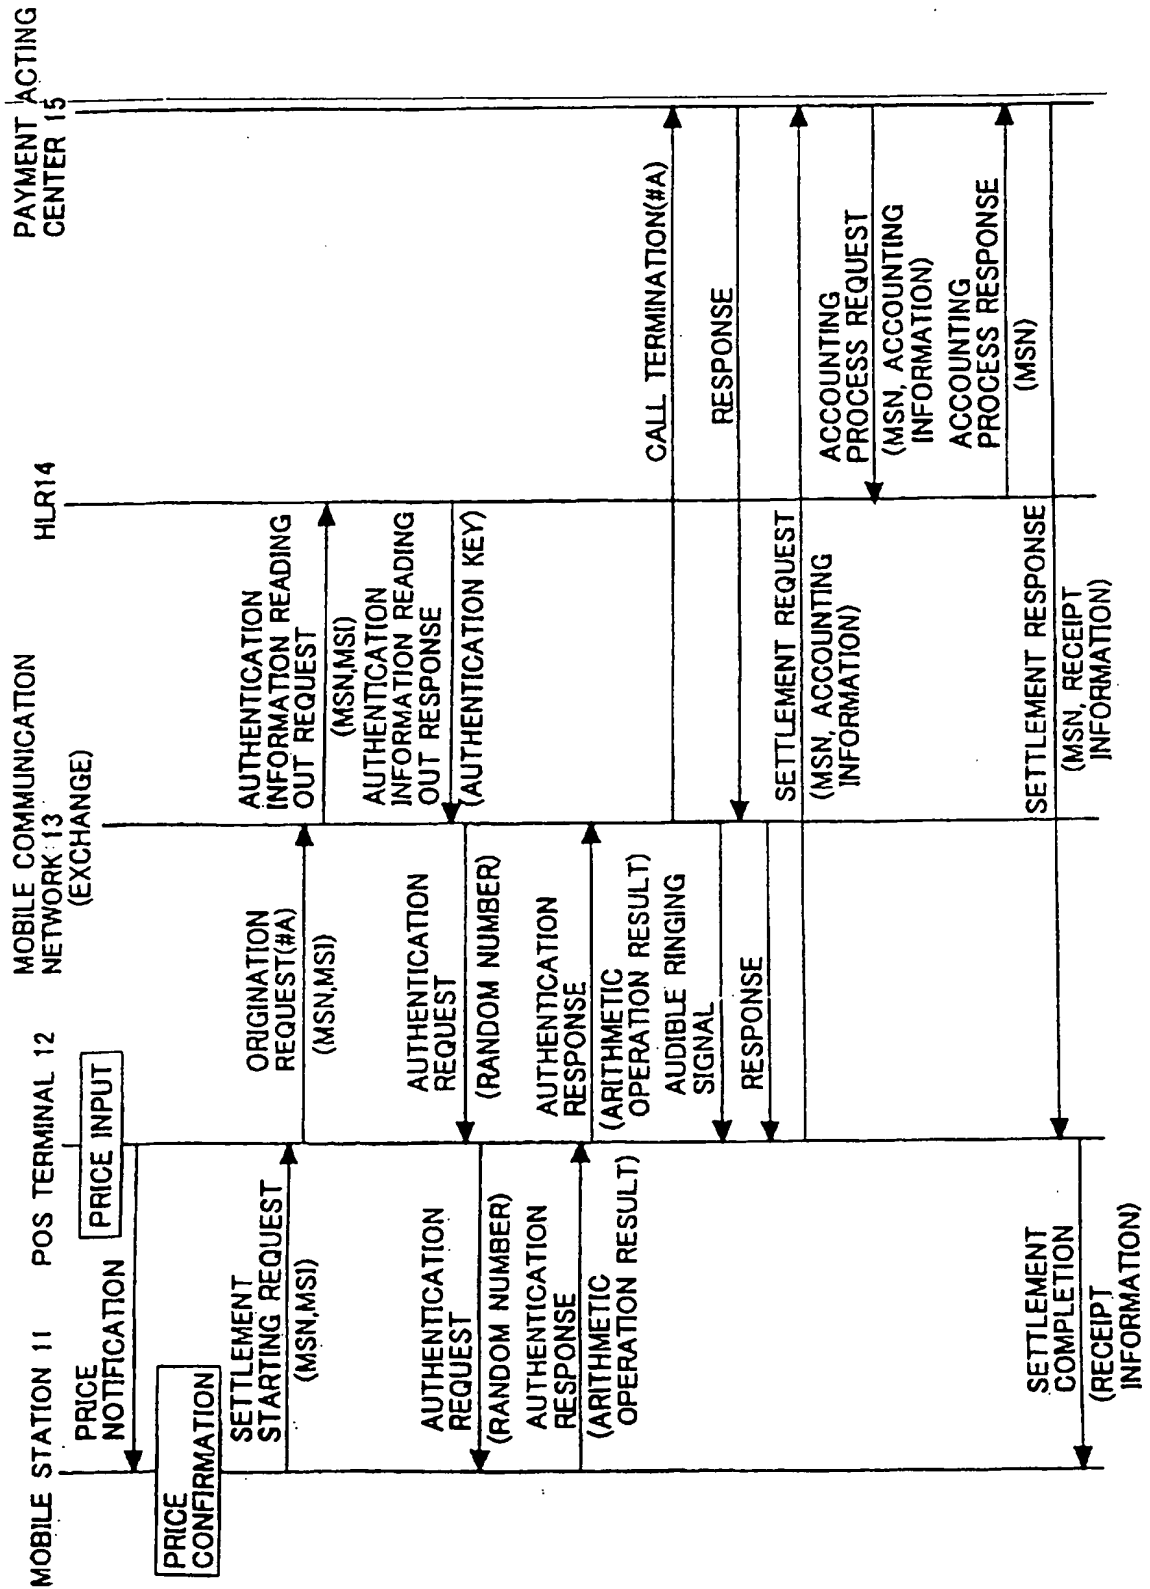 MOBILE STATION 11
POS TERMINAL 12
MOBILE COMMUNICATION
NETWORK 13
(EXCHANGE)
HLR14
PAYMENT ACTING
CENTER 15
PRICE INPUT
PRICE
NOTIFICATION
PRICE
CONFIRMATION
SETTLEMENT
STARTING REQUEST
(MSN,MSI)
ORIGINATION
REQUEST(#A)
(MSN,MSI)
AUTHENTICATION
INFORMATION READING
OUT REQUEST
(MSN,MSI)
AUTHENTICATION
INFORMATION READING
OUT RESPONSE
(AUTHENTICATION KEY)
AUTHENTICATION
REQUEST
(RANDOM NUMBER)
AUTHENTICATION
REQUEST
(RANDOM NUMBER)
AUTHENTICATION
RESPONSE
(ARITHMETIC
OPERATION RESULT)
AUTHENTICATION
RESPONSE
(ARITHMETIC
OPERATION RESULT)
CALL TERMINATION(#A)
AUDIBLE RINGING
SIGNAL
RESPONSE
RESPONSE
SETTLEMENT REQUEST
(MSN, ACCOUNTING
INFORMATION)
ACCOUNTING
PROCESS REQUEST
(MSN, ACCOUNTING
INFORMATION)
ACCOUNTING
PROCESS RESPONSE
(MSN)
SETTLEMENT RESPONSE
(MSN, RECEIPT
INFORMATION)
SETTLEMENT
COMPLETION
(RECEIPT
INFORMATION)